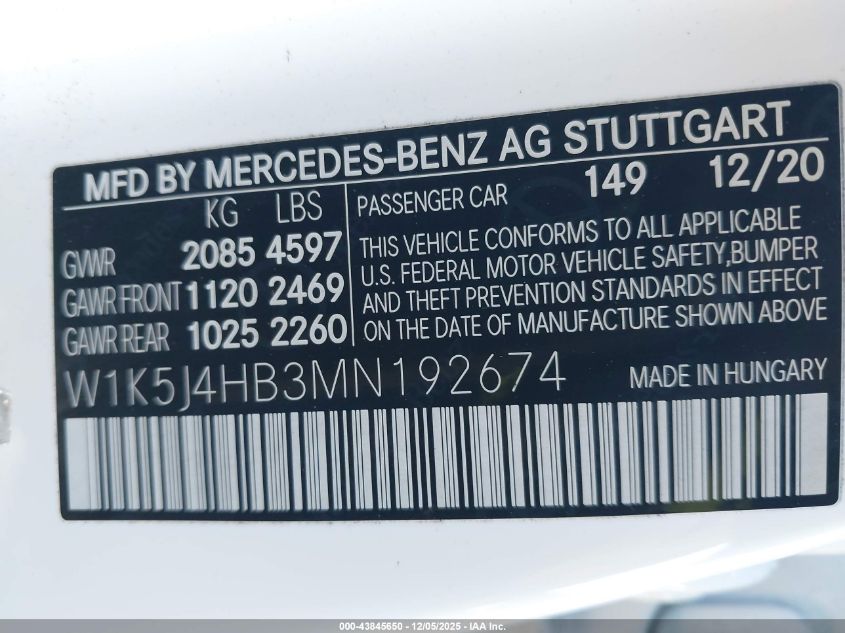 MFD BY MERCEDES-BENZ AG STUTTGART
KG LBS
GVWR 2085 4597
GAWR FRONT 1120 2469
GAWR REAR 1025 2260
PASSENGER CAR 149 12/20
THIS VEHICLE CONFORMS TO ALL APPLICABLE
U.S. FEDERAL MOTOR VEHICLE SAFETY,BUMPER
AND THEFT PREVENTION STANDARDS IN EFFECT
ON THE DATE OF MANUFACTURE SHOWN ABOVE
W1K5J4HB3MN192674 MADE IN HUNGARY
000-43845650 - 12/05/2025 - IAA Inc.